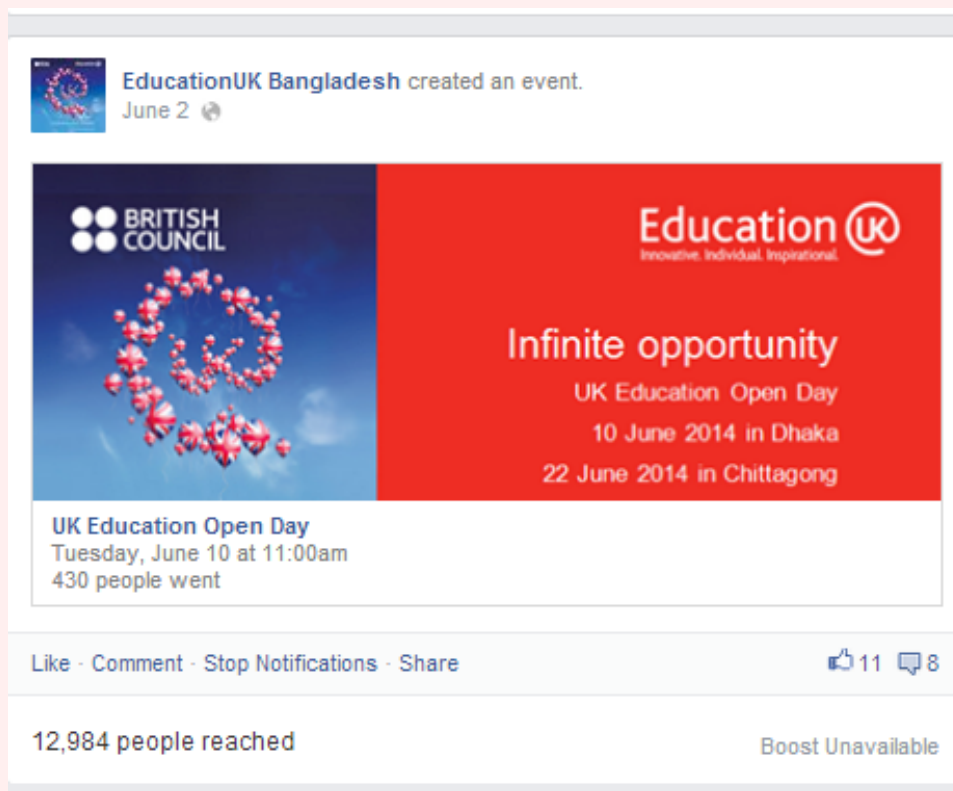 EducationUK Bangladesh created an event.
June 2
BRITISH
COUNCIL
Education UK
Innovative. Individual. Inspirational.
Infinite opportunity
UK Education Open Day
10 June 2014 in Dhaka
22 June 2014 in Chittagong
UK Education Open Day
Tuesday, June 10 at 11:00am
430 people went
Like · Comment · Stop Notifications · Share 11 8
12,984 people reached
Boost Unavailable